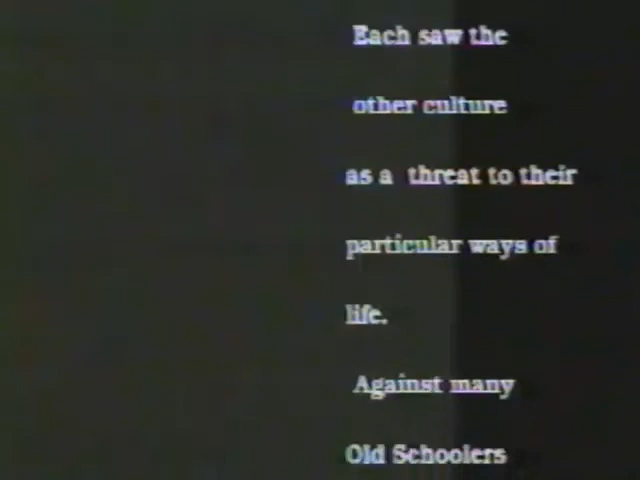 Each saw the
other culture
as a threat to their
particular ways of
life.
Against many
Old Schoolers